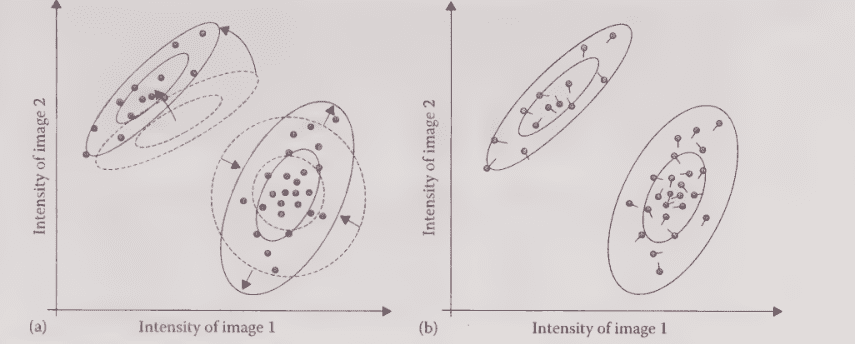 Intensity of image 2
(a)
Intensity of image 1
Intensity of image 2
(b)
Intensity of image 1